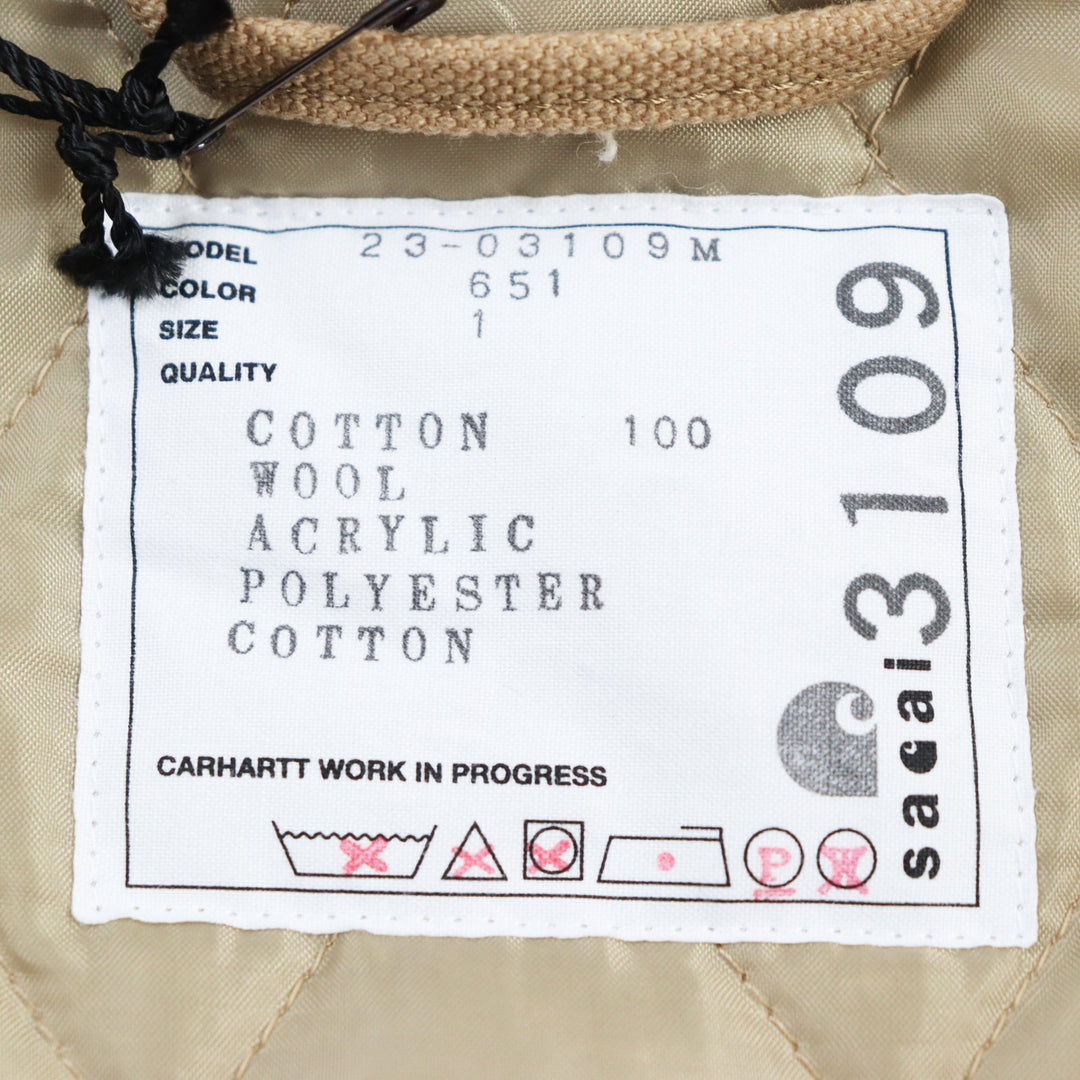 MODEL 23-03109M
COLOR 651
SIZE 1
QUALITY
COTTON 100
WOOL
ACRYLIC
POLYESTER
COTTON
CARHARTT WORK IN PROGRESS
P W
sacai 3109